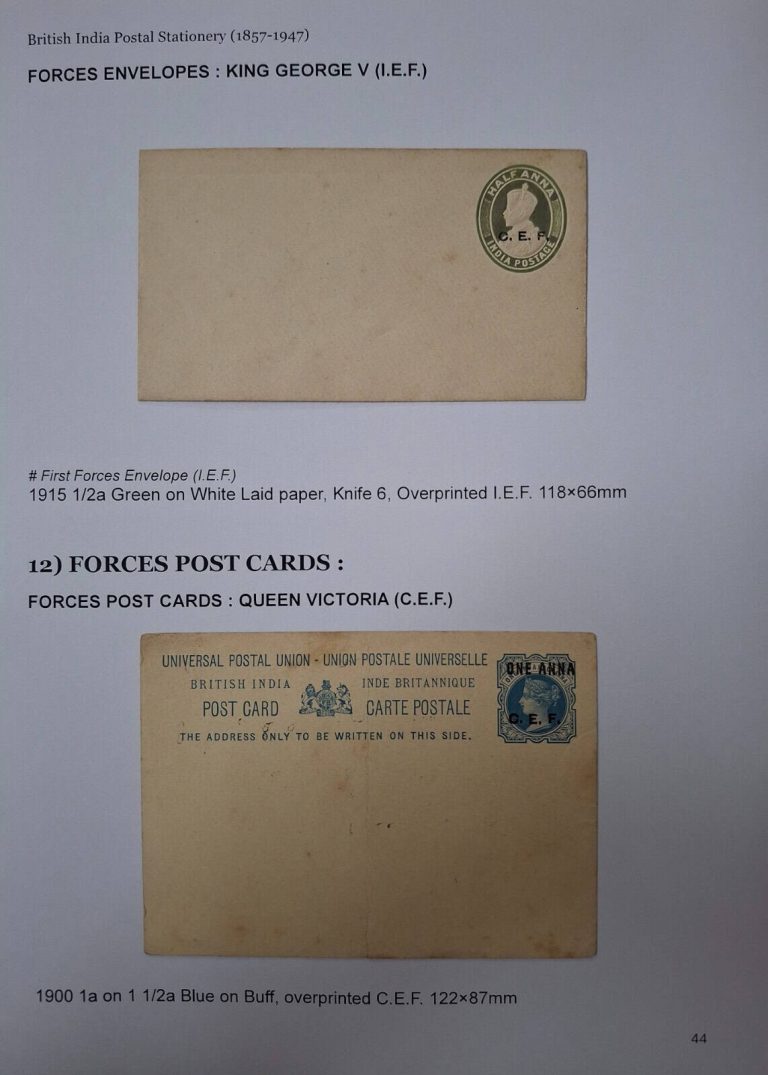 British India Postal Stationery (1857-1947)
FORCES ENVELOPES : KING GEORGE V (I.E.F.)
HALF ANNA
C. E. F.
INDIA POSTAGE
# First Forces Envelope (I.E.F.)
1915 1/2a Green on White Laid paper, Knife 6, Overprinted I.E.F. 118×66mm
12) FORCES POST CARDS :
FORCES POST CARDS : QUEEN VICTORIA (C.E.F.)
UNIVERSAL POSTAL UNION - UNION POSTALE UNIVERSELLE
ONE ANNA
BRITISH INDIA INDE BRITANNIQUE
POST CARD CARTE POSTALE
C. E. F.
THE ADDRESS ONLY TO BE WRITTEN ON THIS SIDE.
1900 1a on 1 1/2a Blue on Buff, overprinted C.E.F. 122×87mm
44